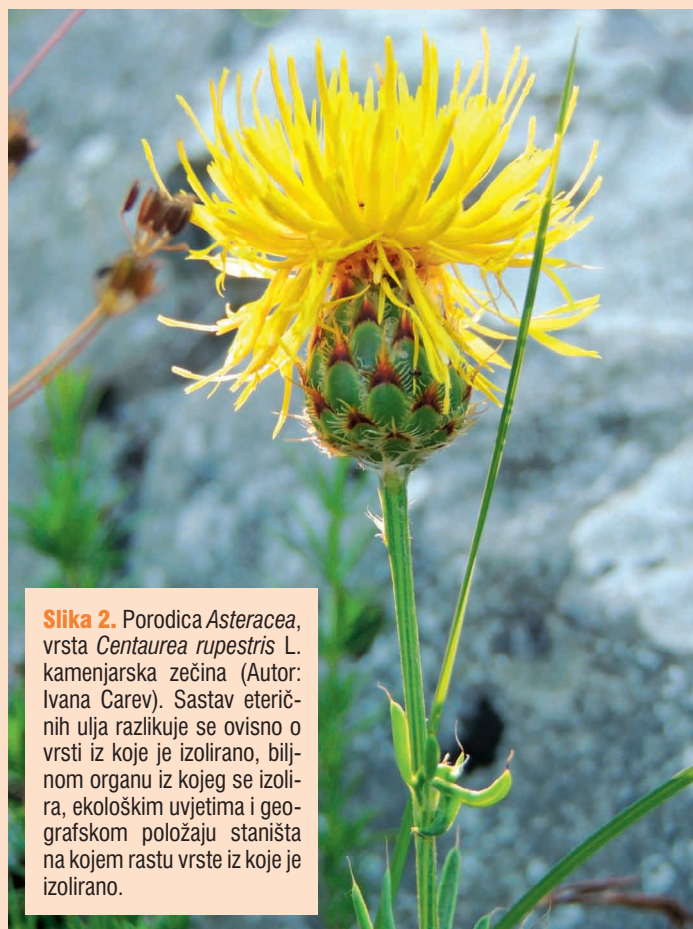 Slika 2. Porodica Asteracea,
vrsta Centaurea rupestris L.
kamenjarska zečina (Autor:
Ivana Carev). Sastav eterič-
nih ulja razlikuje se ovisno o
vrsti iz koje je izolirano, bilj-
nom organu iz kojeg se izoli-
ra, ekološkim uvjetima i geo-
grafskom položaju staništa
na kojem rastu vrste iz koje je
izolirano.